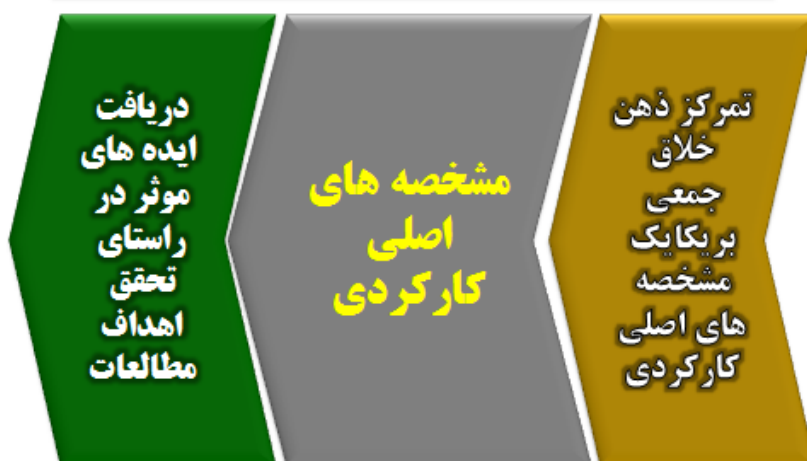 تمرکز ذهن
خلاق
جمعی
بریکایک
مشخصه
های اصلی
کارکردی
مشخصه های
اصلی
کارکردی
دریافت
ایده های
موثر در
راستای
تحقق
اهداف
مطالعات